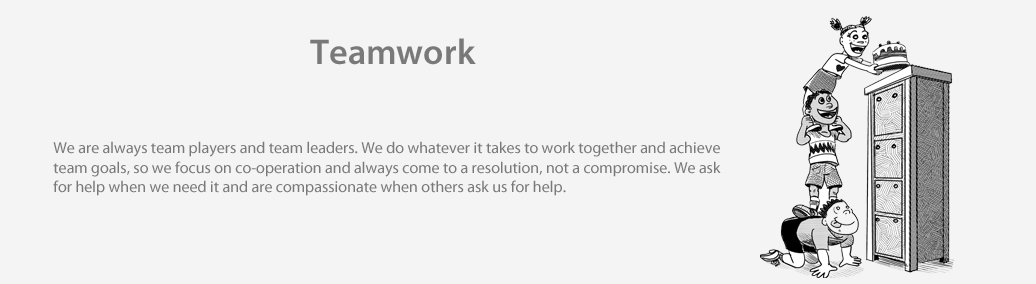 Teamwork
We are always team players and team leaders. We do whatever it takes to work together and achieve
team goals, so we focus on co-operation and always come to a resolution, not a compromise. We ask
for help when we need it and are compassionate when others ask us for help.